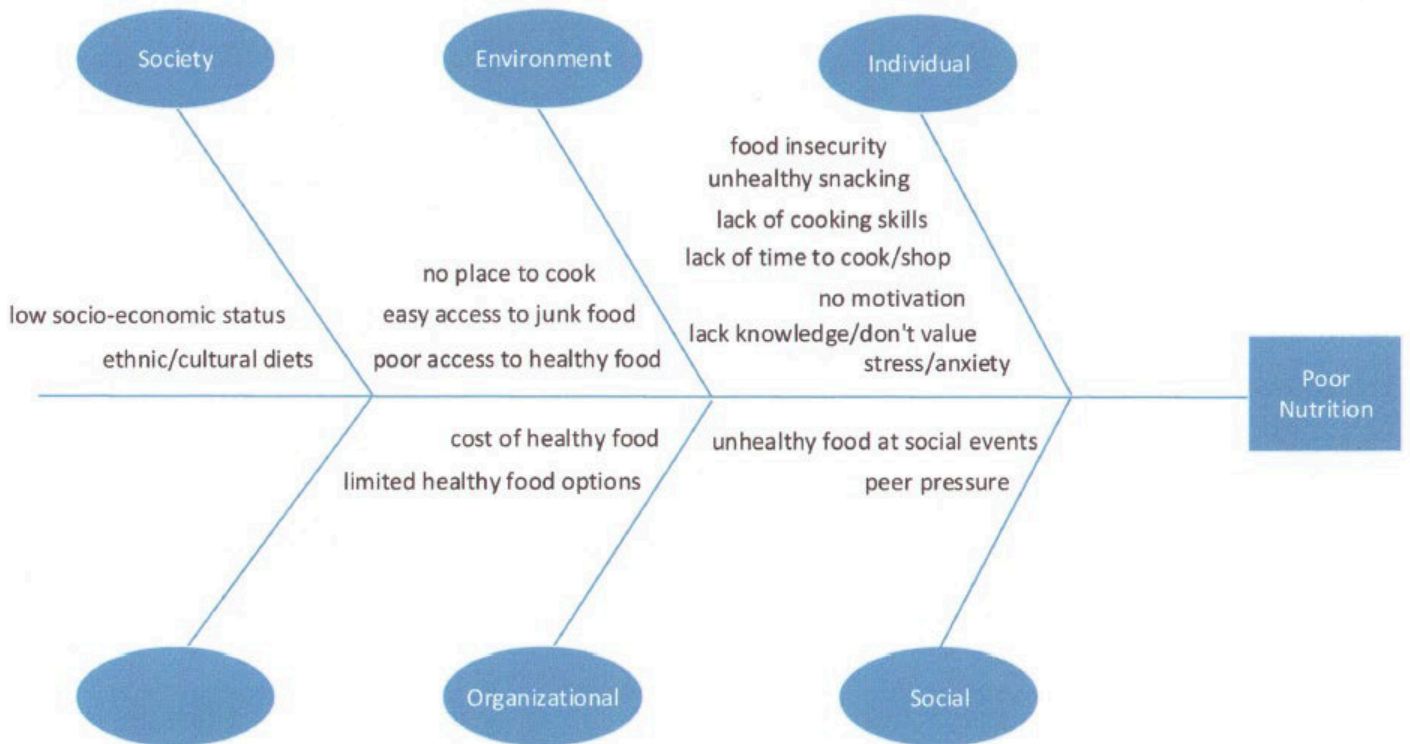 Society
Environment
Individual
food insecurity
unhealthy snacking
lack of cooking skills
lack of time to cook/shop
no motivation
lack knowledge/don't value
stress/anxiety
no place to cook
easy access to junk food
poor access to healthy food
low socio-economic status
ethnic/cultural diets
Poor
Nutrition
cost of healthy food
limited healthy food options
unhealthy food at social events
peer pressure
Organizational
Social